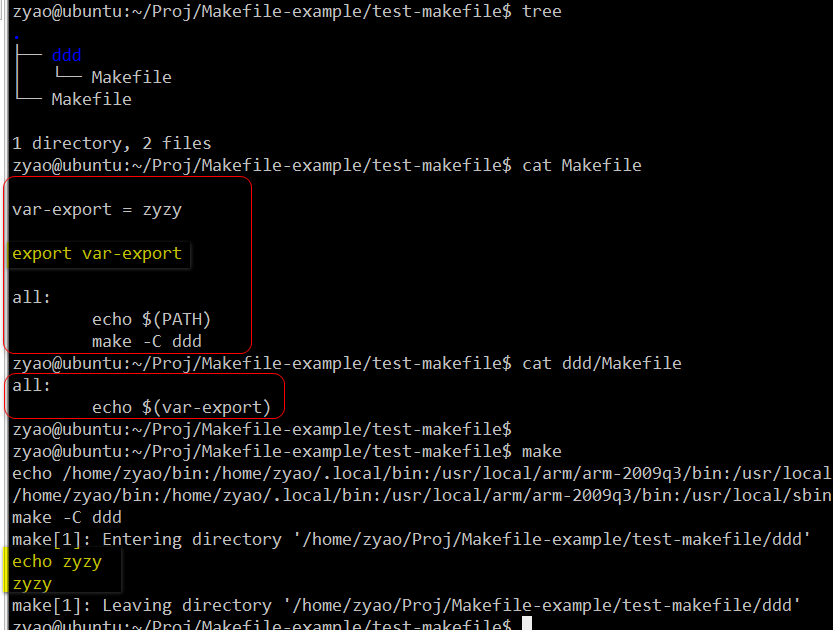 zyao@ubuntu:~/Proj/Makefile-example/test-makefile$ tree
.
├── ddd
│   └── Makefile
└── Makefile
1 directory, 2 files
zyao@ubuntu:~/Proj/Makefile-example/test-makefile$ cat Makefile
var-export = zyzy
export var-export
all:
        echo $(PATH)
        make -C ddd
zyao@ubuntu:~/Proj/Makefile-example/test-makefile$ cat ddd/Makefile
all:
        echo $(var-export)
zyao@ubuntu:~/Proj/Makefile-example/test-makefile$
zyao@ubuntu:~/Proj/Makefile-example/test-makefile$ make
echo /home/zyao/bin:/home/zyao/.local/bin:/usr/local/arm/arm-2009q3/bin:/usr/local
/home/zyao/bin:/home/zyao/.local/bin:/usr/local/arm/arm-2009q3/bin:/usr/local/sbin
make -C ddd
make[1]: Entering directory '/home/zyao/Proj/Makefile-example/test-makefile/ddd'
echo zyzy
zyzy
make[1]: Leaving directory '/home/zyao/Proj/Makefile-example/test-makefile/ddd'
zyao@ubuntu:~/Proj/Makefile-example/test-makefile$